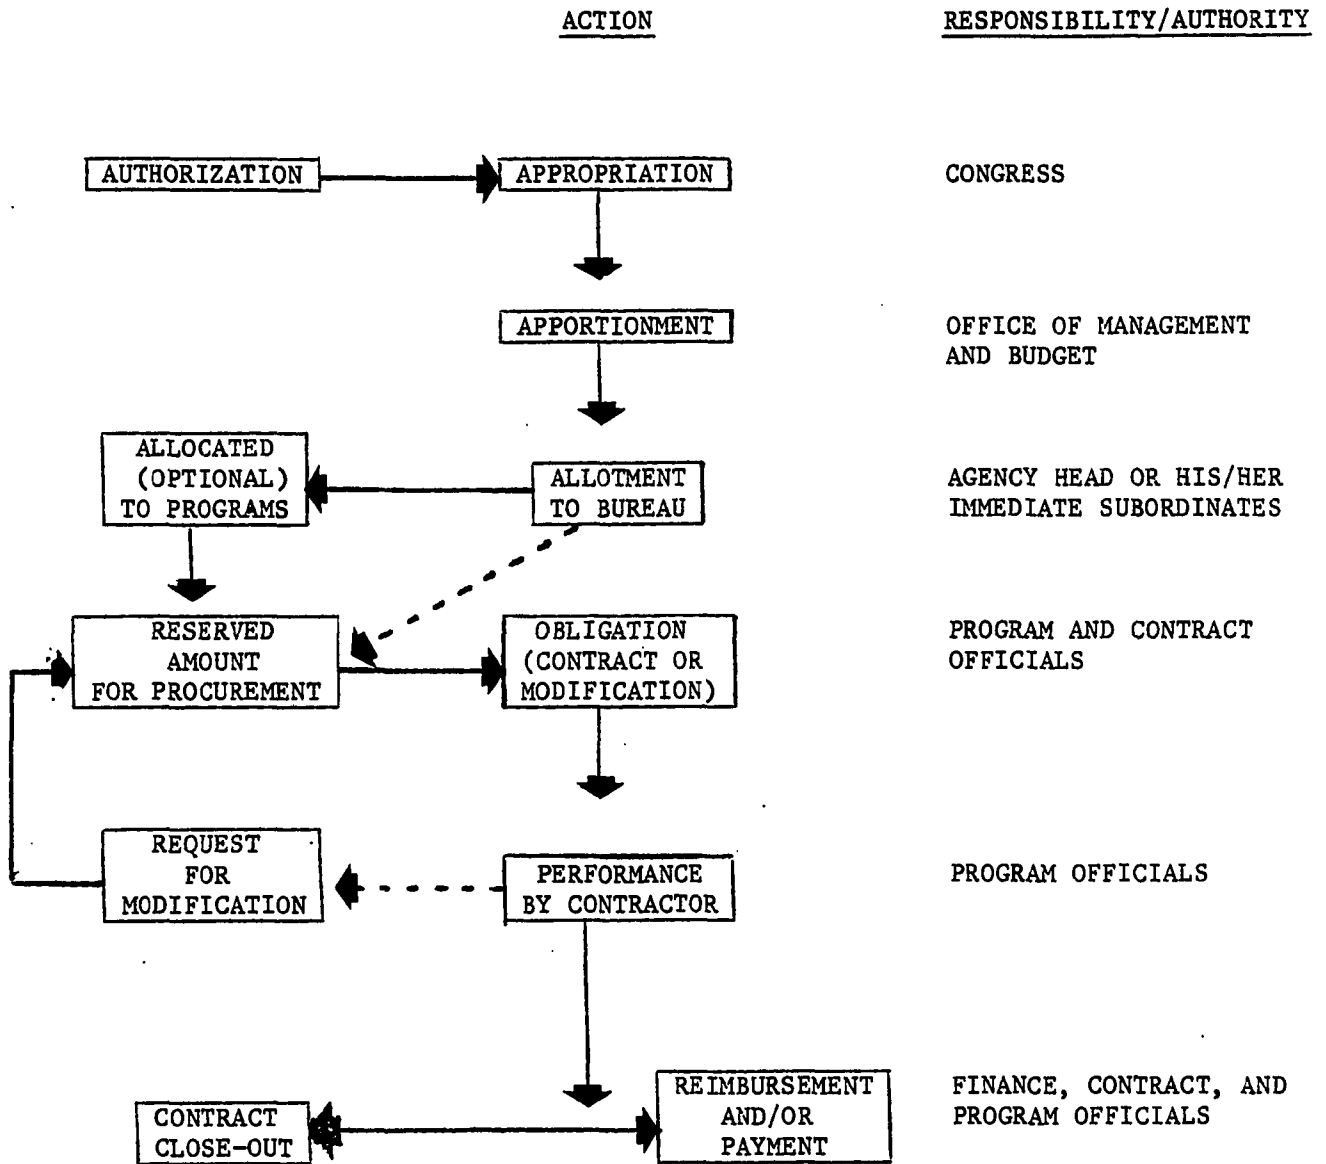 ACTION
RESPONSIBILITY/AUTHORITY
AUTHORIZATION
APPROPRIATION
CONGRESS
APPORTIONMENT
OFFICE OF MANAGEMENT
AND BUDGET
ALLOCATED
(OPTIONAL)
TO PROGRAMS
ALLOTMENT
TO BUREAU
AGENCY HEAD OR HIS/HER
IMMEDIATE SUBORDINATES
RESERVED
AMOUNT
FOR PROCUREMENT
OBLIGATION
(CONTRACT OR
MODIFICATION)
PROGRAM AND CONTRACT
OFFICIALS
REQUEST
FOR
MODIFICATION
PERFORMANCE
BY CONTRACTOR
PROGRAM OFFICIALS
CONTRACT
CLOSE-OUT
REIMBURSEMENT
AND/OR
PAYMENT
FINANCE, CONTRACT, AND
PROGRAM OFFICIALS